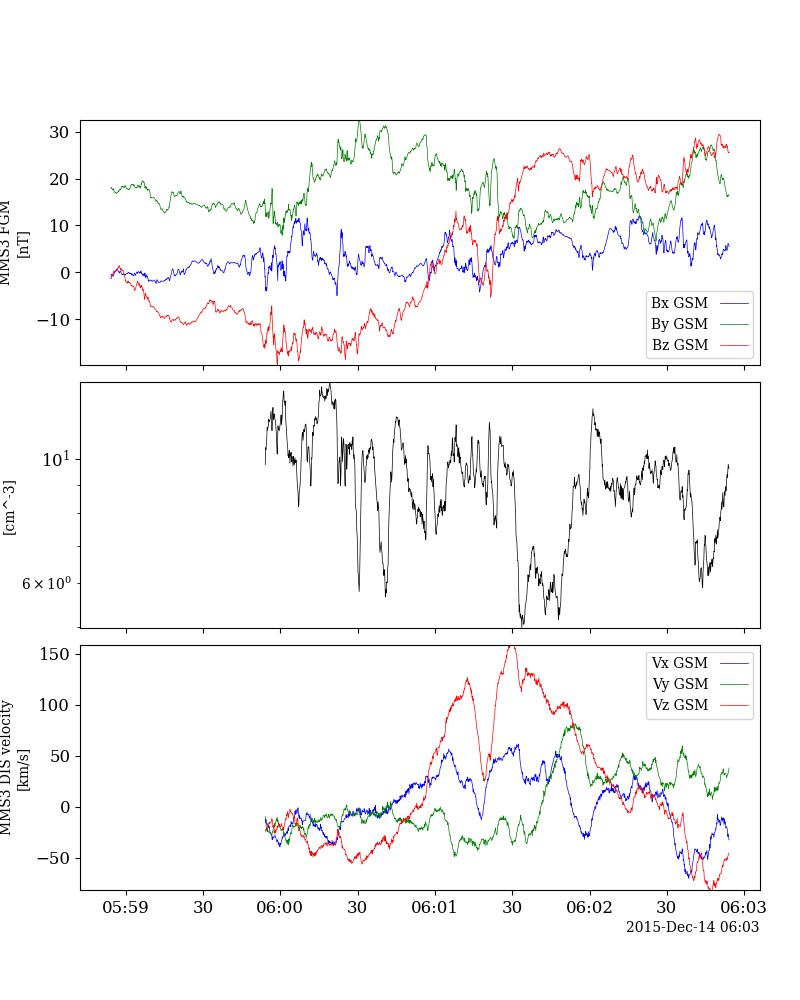 30
20
10
0
−10
MMS3 FGM
[nT]
Bx GSM
By GSM
Bz GSM
10^1
6 × 10^0
[cm^-3]
150
100
50
0
−50
MMS3 DIS velocity
[km/s]
Vx GSM
Vy GSM
Vz GSM
05:59 30 06:00 30 06:01 30 06:02 30 06:03
2015-Dec-14 06:03